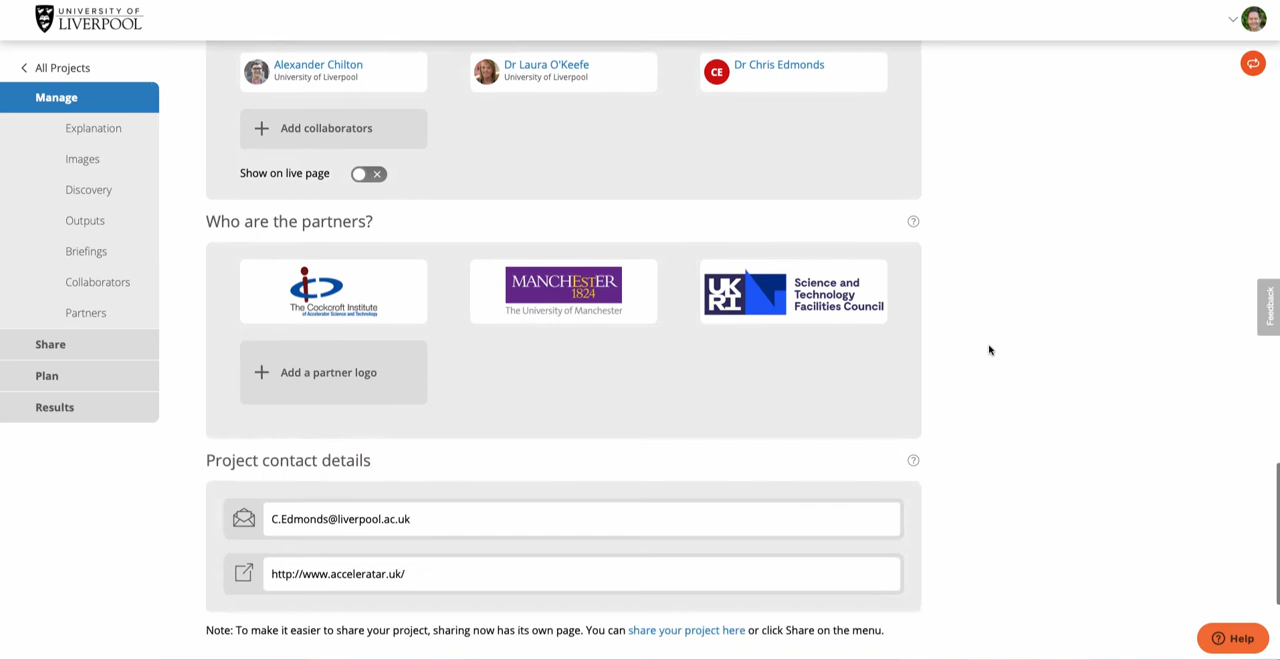 UNIVERSITY OF
LIVERPOOL
All Projects
Manage
Explanation
Images
Discovery
Outputs
Briefings
Collaborators
Partners
Share
Plan
Results
Alexander Chilton
University of Liverpool
Dr Laura O'Keefe
University of Liverpool
CE
Dr Chris Edmonds
Add collaborators
Show on live page
Who are the partners?
The Cockcroft Institute
of Accelerator Science and Technology
MANCHESTER
1824
The University of Manchester
UK
RI
Science and
Technology
Facilities Council
Add a partner logo
Project contact details
C.Edmonds@liverpool.ac.uk
http://www.acceleratar.uk/
Note: To make it easier to share your project, sharing now has its own page. You can share your project here or click Share on the menu.
Feedback
Help